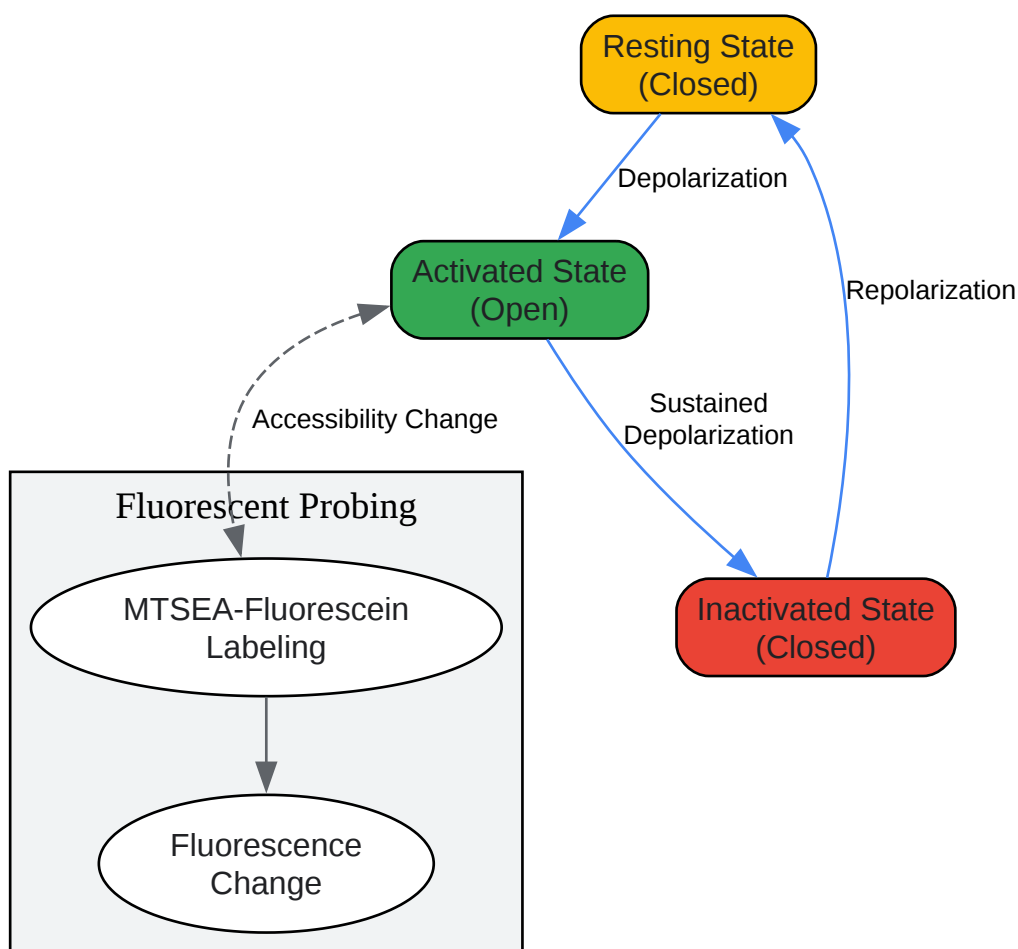 Resting State
(Closed)
Depolarization
Activated State
(Open)
Repolarization
Accessibility Change
Sustained
Depolarization
Fluorescent Probing
MTSEA-Fluorescein
Labeling
Inactivated State
(Closed)
Fluorescence
Change